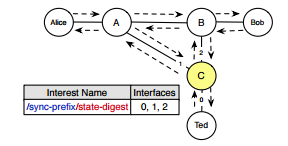 Alice
A
B
Bob
2
1
C
0
Ted
Interest Name Interfaces
/sync-prefix/state-digest 0, 1, 2